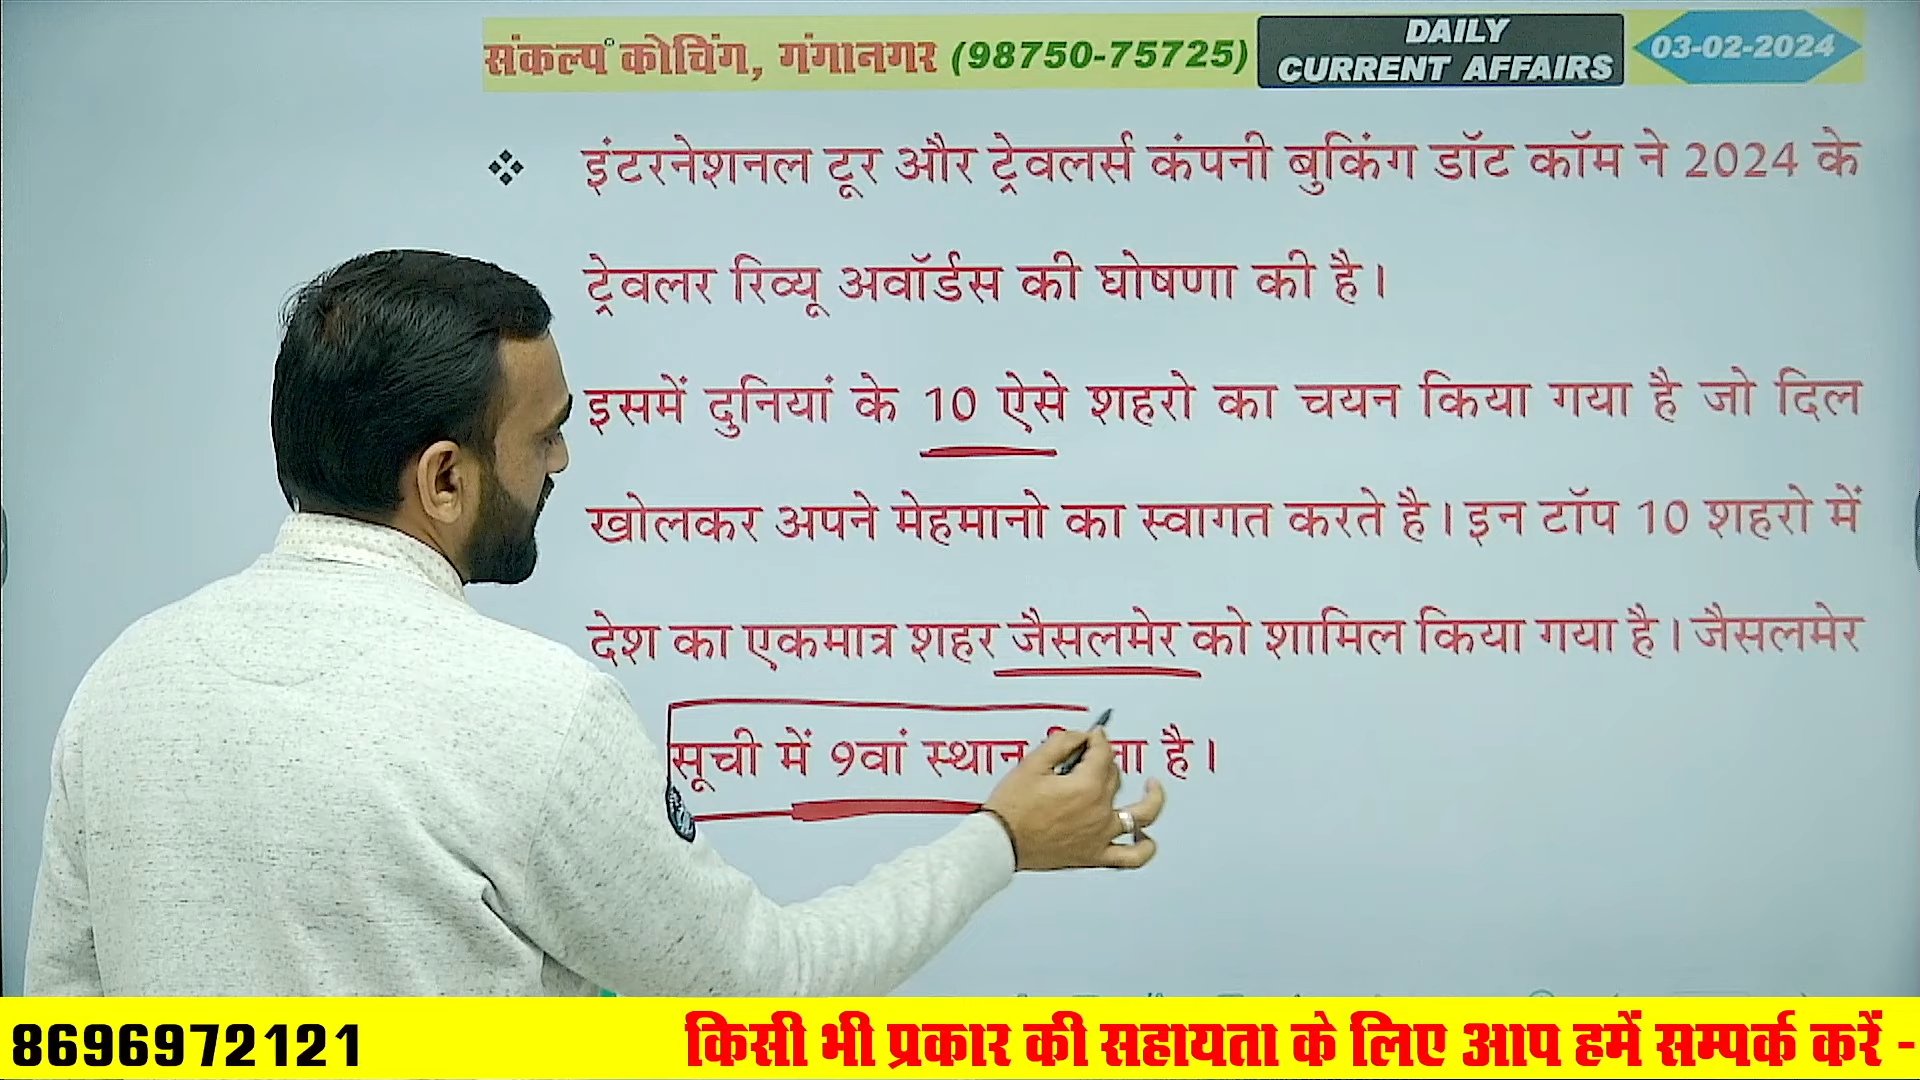 संकल्प कोचिंग, गंगानगर (98750-75725) DAILY CURRENT AFFAIRS 03-02-2024
❖ इंटरनेशनल टूर और ट्रेवलर्स कंपनी बुकिंग डॉट कॉम ने 2024 के
ट्रेवलर रिव्यू अवॉर्डस की घोषणा की है।
इसमें दुनियां के 10 ऐसे शहरो का चयन किया गया है जो दिल
खोलकर अपने मेहमानो का स्वागत करते है। इन टॉप 10 शहरो में
देश का एकमात्र शहर जैसलमेर को शामिल किया गया है। जैसलमेर
सूची में 9वां स्थान है।
8696972121 किसी भी प्रकार की सहायता के लिए आप हमें सम्पर्क करें -